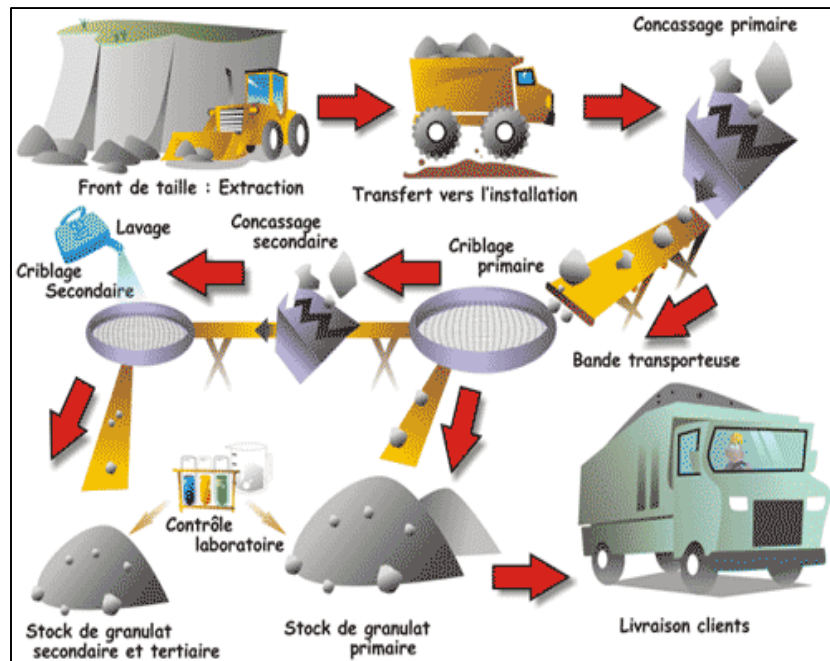 Concassage primaire
Front de taille : Extraction
Transfert vers l'installation
Lavage
Criblage
Secondaire
Concassage
secondaire
Criblage
primaire
Bande transporteuse
Contrôle
laboratoire
Stock de granulat
secondaire et tertiaire
Stock de granulat
primaire
Livraison clients